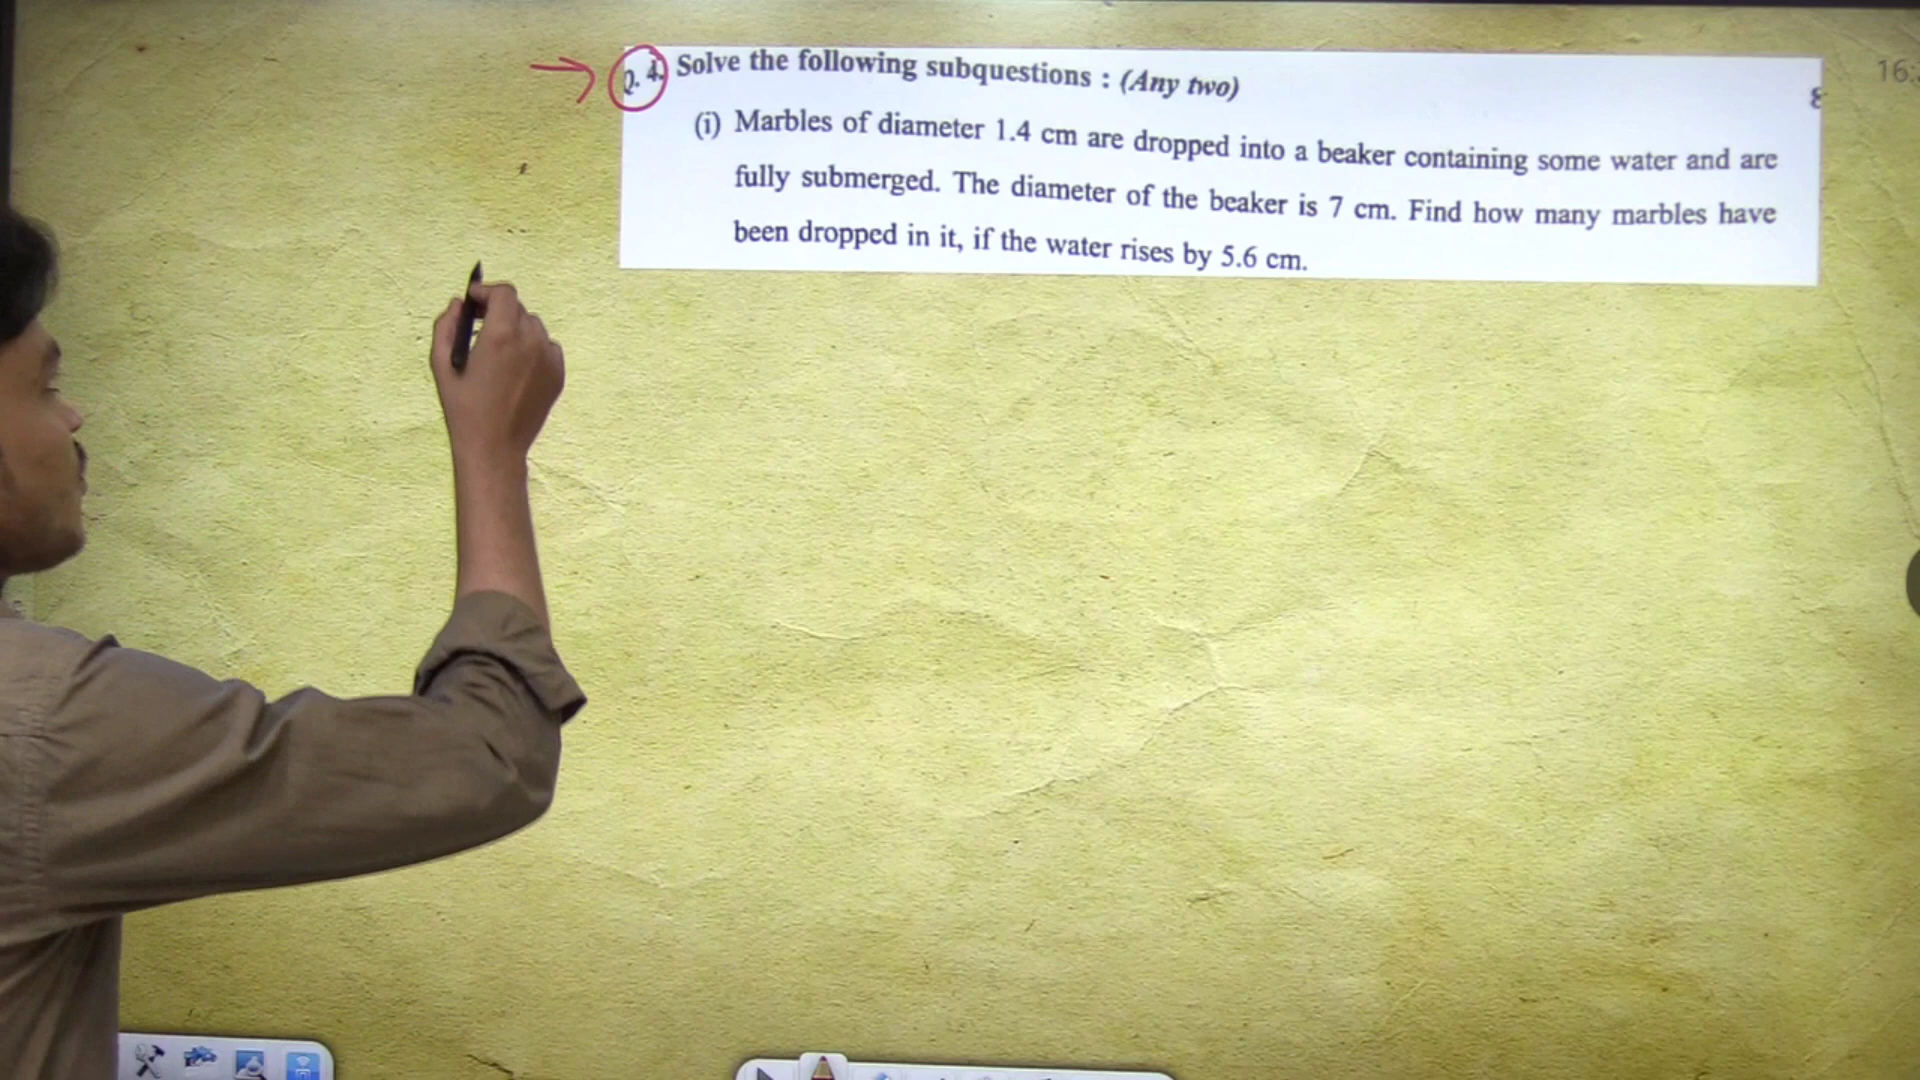 Q. 4. Solve the following subquestions : (Any two)
(i) Marbles of diameter 1.4 cm are dropped into a beaker containing some water and are
fully submerged. The diameter of the beaker is 7 cm. Find how many marbles have
been dropped in it, if the water rises by 5.6 cm.